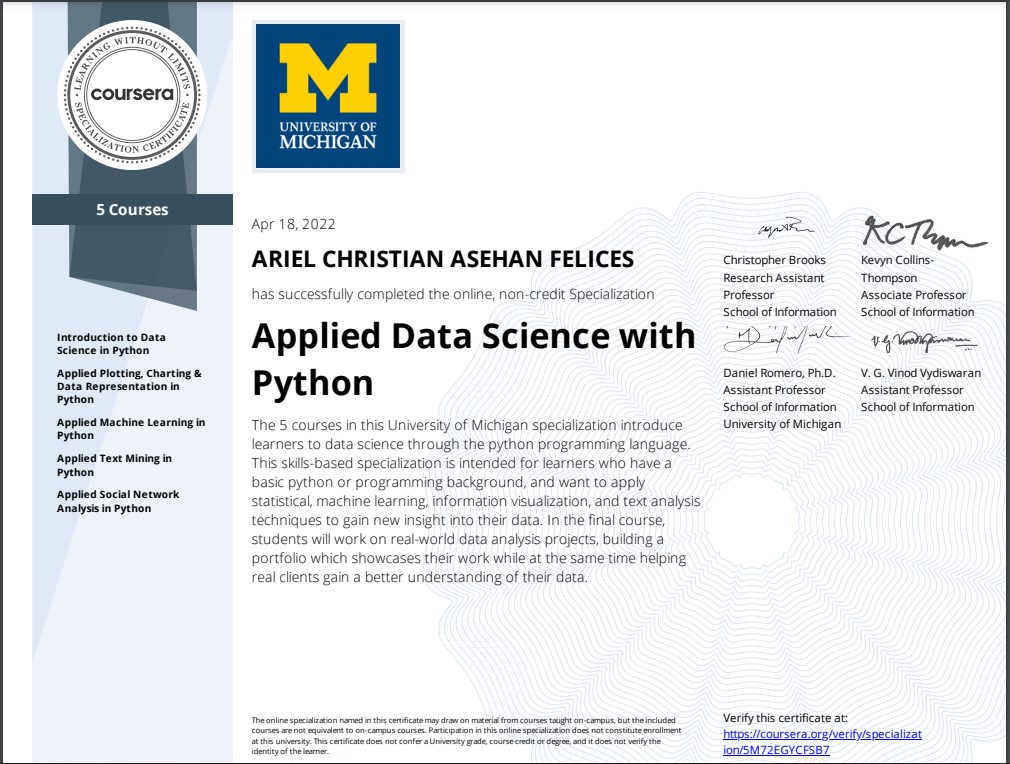 LEARNING WITHOUT LIMITS
coursera
SPECIALIZATION CERTIFICATE
M
UNIVERSITY OF
MICHIGAN
5 Courses
Introduction to Data
Science in Python
Applied Plotting, Charting &
Data Representation in
Python
Applied Machine Learning in
Python
Applied Text Mining in
Python
Applied Social Network
Analysis in Python
Apr 18, 2022
ARIEL CHRISTIAN ASEHAN FELICES
has successfully completed the online, non-credit Specialization
Applied Data Science with
Python
The 5 courses in this University of Michigan specialization introduce
learners to data science through the python programming language.
This skills-based specialization is intended for learners who have a
basic python or programming background, and want to apply
statistical, machine learning, information visualization, and text analysis
techniques to gain new insight into their data. In the final course,
students will work on real-world data analysis projects, building a
portfolio which showcases their work while at the same time helping
real clients gain a better understanding of their data.
Christopher Brooks
Research Assistant
Professor
School of Information
Kevyn Collins-
Thompson
Associate Professor
School of Information
Daniel Romero, Ph.D.
Assistant Professor
School of Information
University of Michigan
V. G. Vinod Vydiswaran
Assistant Professor
School of Information
The online specialization named in this certificate may draw on material from courses taught on-campus, but the included
courses are not equivalent to on-campus courses. Participation in this online specialization does not constitute enrollment
at this university. This certificate does not confer a University grade, course credit or degree, and it does not verify the
identity of the learner.
Verify this certificate at:
https://coursera.org/verify/specializat
ion/5M72EGYCFSB7